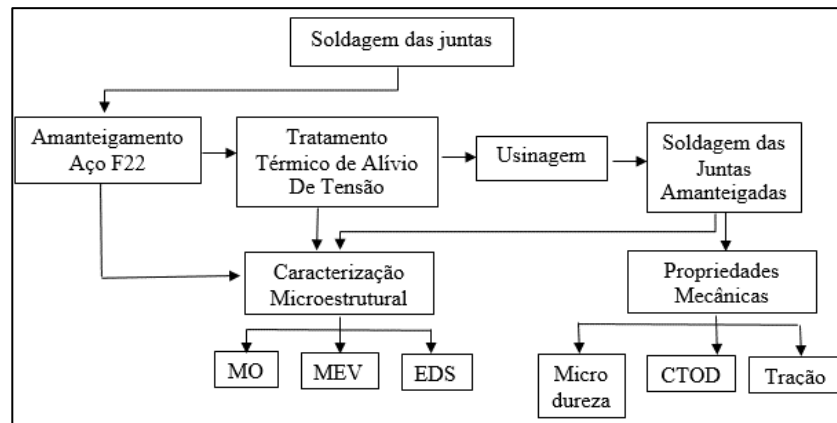 Soldagem das juntas
Amanteigamento
Aço F22
Tratamento
Térmico de Alívio
De Tensão
Usinagem
Soldagem das
Juntas
Amanteigadas
Caracterização
Microestrutural
Propriedades
Mecânicas
MO
MEV
EDS
Micro
dureza
CTOD
Tração